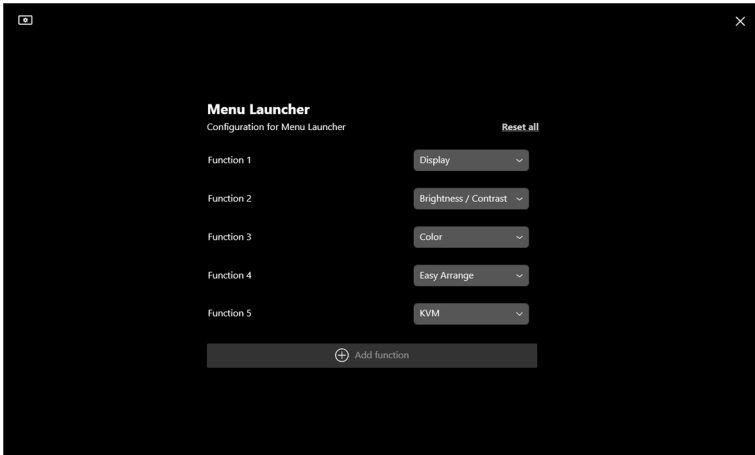 Menu Launcher
Configuration for Menu Launcher Reset all
Function 1 Display
Function 2 Brightness / Contrast
Function 3 Color
Function 4 Easy Arrange
Function 5 KVM
Add function